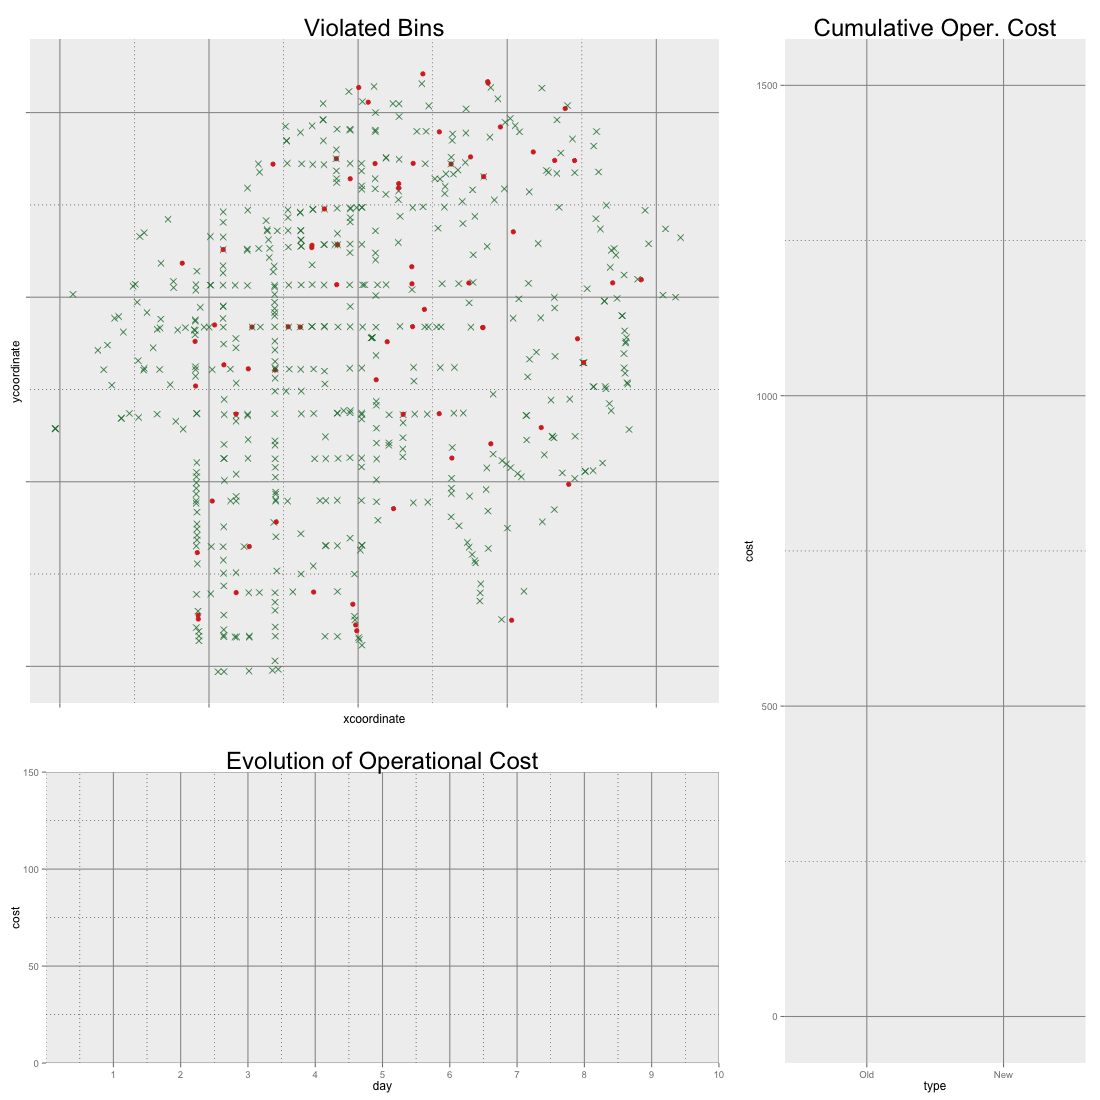 Violated Bins
ycoordinate
xcoordinate
Cumulative Oper. Cost
1500
1000
500
0
cost
Old New
type
Evolution of Operational Cost
150
100
50
0
cost
1 2 3 4 5 6 7 8 9 10
day